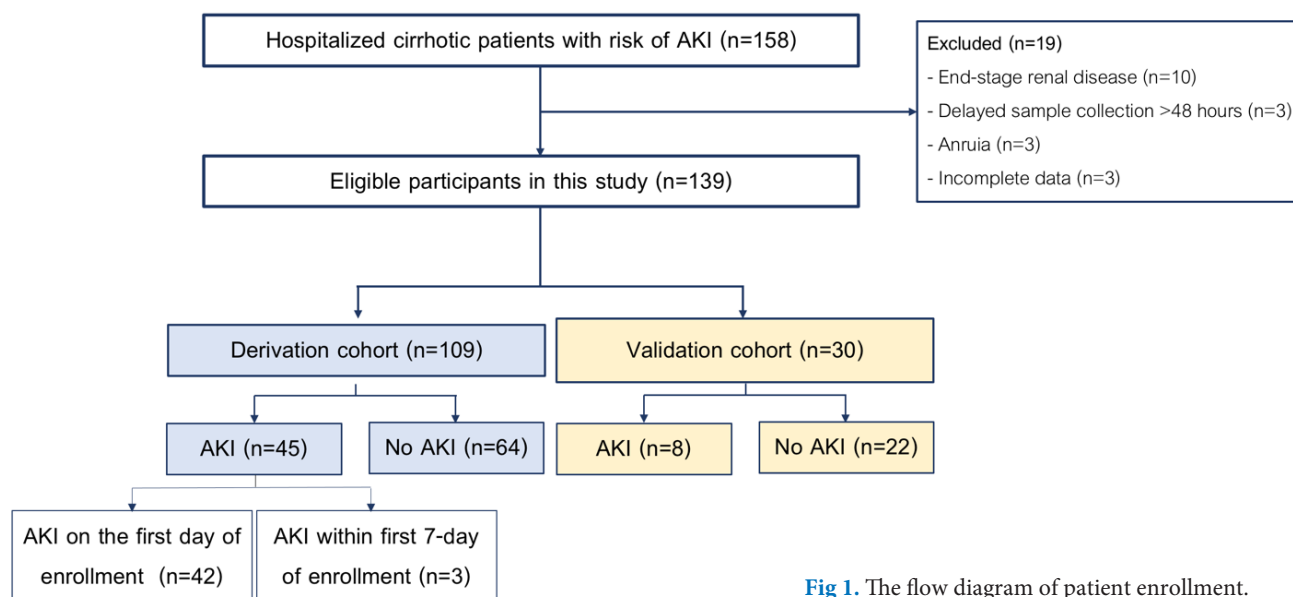 Hospitalized cirrhotic patients with risk of AKI (n=158)
Excluded (n=19)
- End-stage renal disease (n=10)
- Delayed sample collection >48 hours (n=3)
- Anruia (n=3)
- Incomplete data (n=3)
Eligible participants in this study (n=139)
Derivation cohort (n=109)
Validation cohort (n=30)
AKI (n=45)
No AKI (n=64)
AKI (n=8)
No AKI (n=22)
AKI on the first day of
enrollment (n=42)
AKI within first 7-day
of enrollment (n=3)
Fig 1. The flow diagram of patient enrollment.